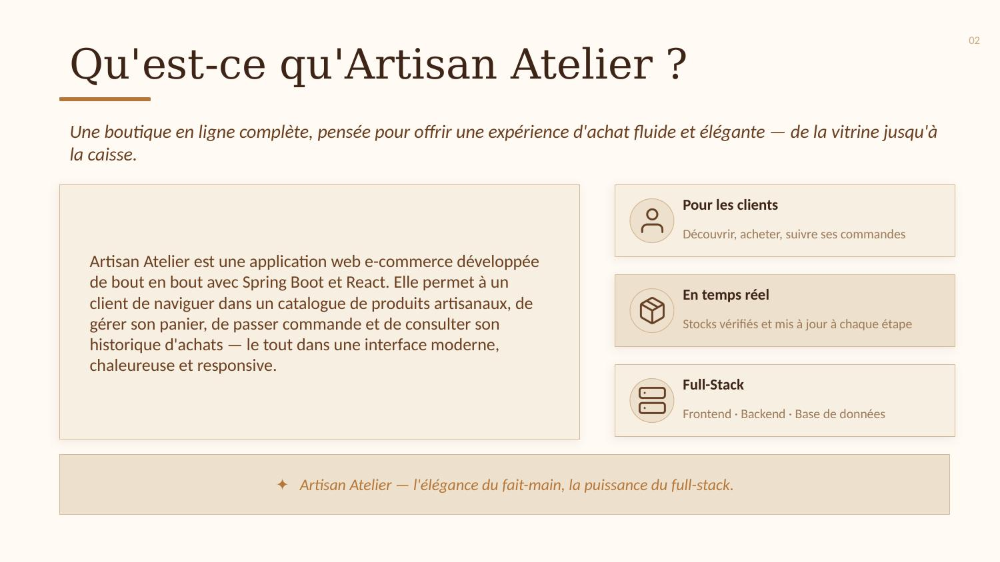 02
Qu'est-ce qu'Artisan Atelier ?
Une boutique en ligne complète, pensée pour offrir une expérience d'achat fluide et élégante — de la vitrine jusqu'à
la caisse.
Artisan Atelier est une application web e-commerce développée
de bout en bout avec Spring Boot et React. Elle permet à un
client de naviguer dans un catalogue de produits artisanaux, de
gérer son panier, de passer commande et de consulter son
historique d'achats — le tout dans une interface moderne,
chaleureuse et responsive.
Pour les clients
Découvrir, acheter, suivre ses commandes
En temps réel
Stocks vérifiés et mis à jour à chaque étape
Full-Stack
Frontend · Backend · Base de données
✦ Artisan Atelier — l'élégance du fait-main, la puissance du full-stack.